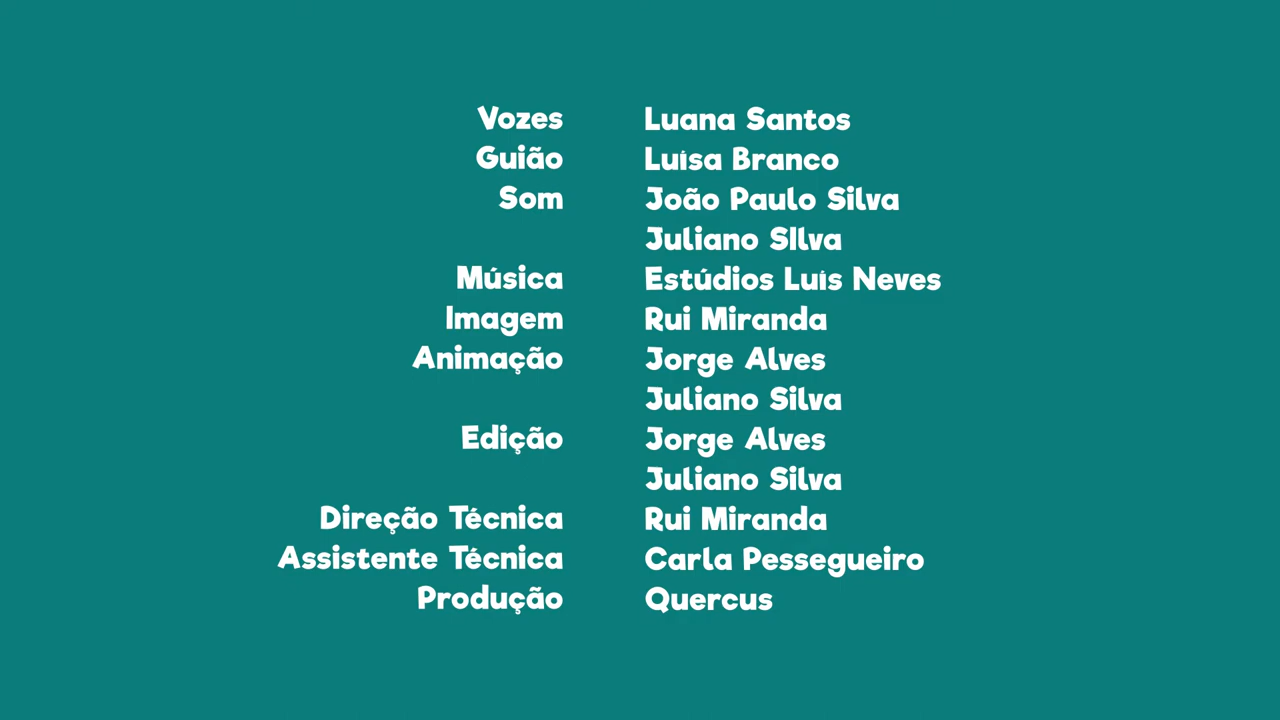 Vozes Luana Santos
Guião Luísa Branco
Som João Paulo Silva
Juliano SIlva
Música Estúdios Luís Neves
Imagem Rui Miranda
Animação Jorge Alves
Juliano Silva
Edição Jorge Alves
Juliano Silva
Direção Técnica Rui Miranda
Assistente Técnica Carla Pessegueiro
Produção Quercus